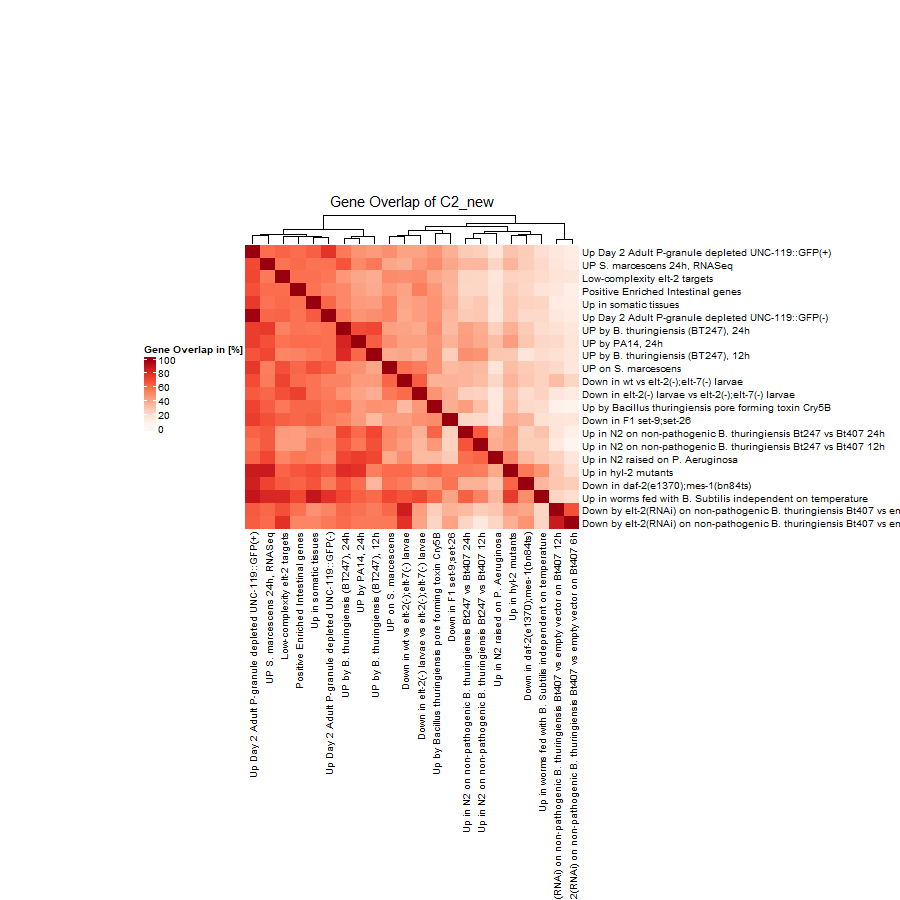 Gene Overlap of C2_new
Up Day 2 Adult P-granule depleted UNC-119::GFP(+)
UP S. marcescens 24h, RNASeq
Low-complexity elt-2 targets
Positive Enriched Intestinal genes
Up in somatic tissues
Up Day 2 Adult P-granule depleted UNC-119::GFP(-)
UP by B. thuringiensis (BT247), 24h
UP by PA14, 24h
UP by B. thuringiensis (BT247), 12h
UP on S. marcescens
Down in wt vs elt-2(-);elt-7(-) larvae
Down in elt-2(-) larvae vs elt-2(-);elt-7(-) larvae
Up by Bacillus thuringiensis pore forming toxin Cry5B
Down in F1 set-9;set-26
Up in N2 on non-pathogenic B. thuringiensis Bt247 vs Bt407 24h
Up in N2 on non-pathogenic B. thuringiensis Bt247 vs Bt407 12h
Up in N2 raised on P. Aeruginosa
Up in hyl-2 mutants
Down in daf-2(e1370);mes-1(bn84ts)
Up in worms fed with B. Subtilis independent on temperature
Down by elt-2(RNAi) on non-pathogenic B. thuringiensis Bt407 vs en
Down by elt-2(RNAi) on non-pathogenic B. thuringiensis Bt407 vs en
Gene Overlap in [%]
100
80
60
40
20
0
Up Day 2 Adult P-granule depleted UNC-119::GFP(+)
UP S. marcescens 24h, RNASeq
Low-complexity elt-2 targets
Positive Enriched Intestinal genes
Up in somatic tissues
Up Day 2 Adult P-granule depleted UNC-119::GFP(-)
UP by B. thuringiensis (BT247), 24h
UP by PA14, 24h
UP by B. thuringiensis (BT247), 12h
UP on S. marcescens
Down in wt vs elt-2(-);elt-7(-) larvae
Down in elt-2(-) larvae vs elt-2(-);elt-7(-) larvae
Up by Bacillus thuringiensis pore forming toxin Cry5B
Down in F1 set-9;set-26
Up in N2 on non-pathogenic B. thuringiensis Bt247 vs Bt407 24h
Up in N2 on non-pathogenic B. thuringiensis Bt247 vs Bt407 12h
Up in N2 raised on P. Aeruginosa
Up in hyl-2 mutants
Down in daf-2(e1370);mes-1(bn84ts)
Up in worms fed with B. Subtilis independent on temperature
(RNAi) on non-pathogenic B. thuringiensis Bt407 vs empty vector on Bt407 12h
2(RNAi) on non-pathogenic B. thuringiensis Bt407 vs empty vector on Bt407 6h